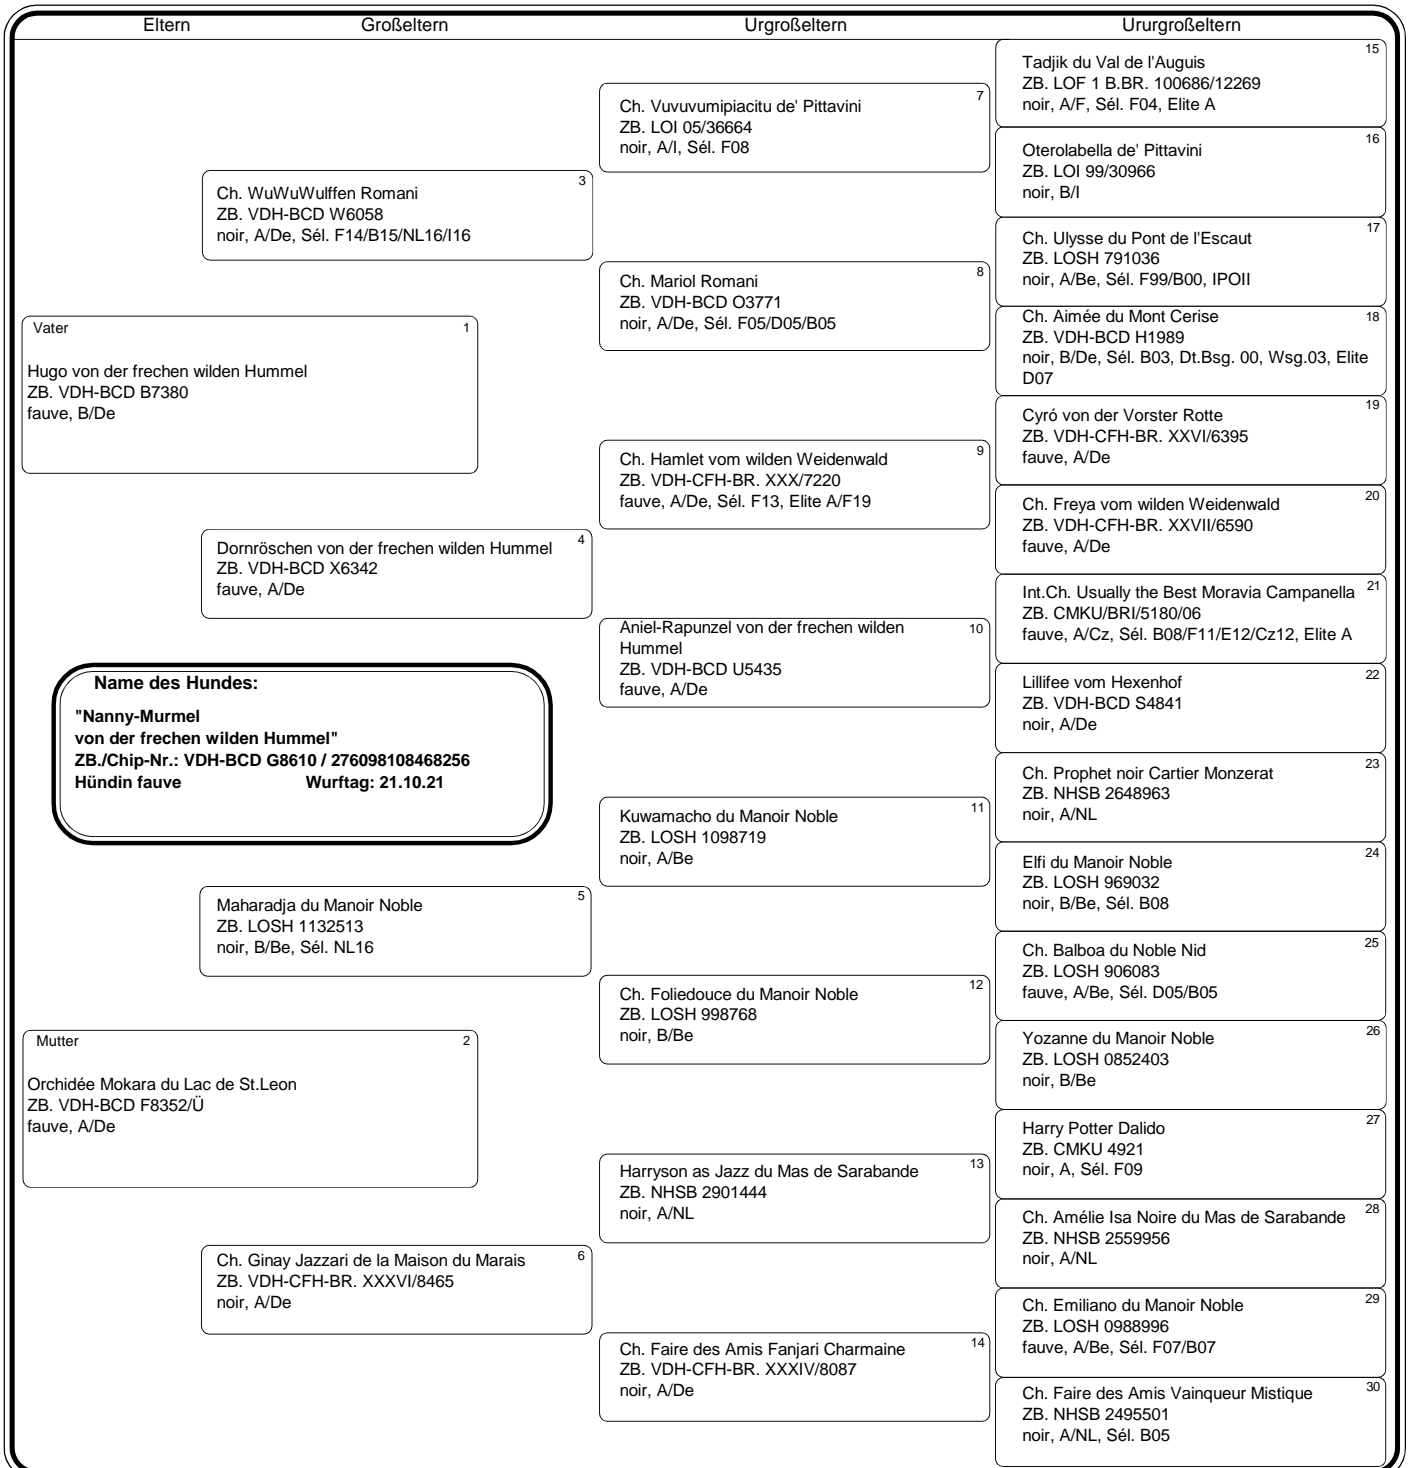 Eltern
Großeltern
Urgroßeltern
Ururgroßeltern
Vater 1
Hugo von der frechen wilden Hummel
ZB. VDH-BCD B7380
fauve, B/De
Name des Hundes:
"Nanny-Murmel
von der frechen wilden Hummel"
ZB./Chip-Nr.: VDH-BCD G8610 / 276098108468256
Hündin fauve Wurftag: 21.10.21
Mutter 2
Orchidée Mokara du Lac de St.Leon
ZB. VDH-BCD F8352/Ü
fauve, A/De
3
Ch. WuWuWulffen Romani
ZB. VDH-BCD W6058
noir, A/De, Sél. F14/B15/NL16/I16
4
Dornröschen von der frechen wilden Hummel
ZB. VDH-BCD X6342
fauve, A/De
5
Maharadja du Manoir Noble
ZB. LOSH 1132513
noir, B/Be, Sél. NL16
6
Ch. Ginay Jazzari de la Maison du Marais
ZB. VDH-CFH-BR. XXXVI/8465
noir, A/De
7
Ch. Vuvuvumipiacitu de' Pittavini
ZB. LOI 05/36664
noir, A/I, Sél. F08
8
Ch. Mariol Romani
ZB. VDH-BCD O3771
noir, A/De, Sél. F05/D05/B05
9
Ch. Hamlet vom wilden Weidenwald
ZB. VDH-CFH-BR. XXX/7220
fauve, A/De, Sél. F13, Elite A/F19
10
Aniel-Rapunzel von der frechen wilden
Hummel
ZB. VDH-BCD U5435
fauve, A/De
11
Kuwamacho du Manoir Noble
ZB. LOSH 1098719
noir, A/Be
12
Ch. Foliedouce du Manoir Noble
ZB. LOSH 998768
noir, B/Be
13
Harryson as Jazz du Mas de Sarabande
ZB. NHSB 2901444
noir, A/NL
14
Ch. Faire des Amis Fanjari Charmaine
ZB. VDH-CFH-BR. XXXIV/8087
noir, A/De
15
Tadjik du Val de l'Auguis
ZB. LOF 1 B.BR. 100686/12269
noir, A/F, Sél. F04, Elite A
16
Oterolabella de' Pittavini
ZB. LOI 99/30966
noir, B/I
17
Ch. Ulysse du Pont de l'Escaut
ZB. LOSH 791036
noir, A/Be, Sél. F99/B00, IPOII
18
Ch. Aimée du Mont Cerise
ZB. VDH-BCD H1989
noir, B/De, Sél. B03, Dt.Bsg. 00, Wsg.03, Elite
D07
19
Cyró von der Vorster Rotte
ZB. VDH-CFH-BR. XXVI/6395
fauve, A/De
20
Ch. Freya vom wilden Weidenwald
ZB. VDH-CFH-BR. XXVII/6590
fauve, A/De
21
Int.Ch. Usually the Best Moravia Campanella
ZB. CMKU/BRI/5180/06
fauve, A/Cz, Sél. B08/F11/E12/Cz12, Elite A
22
Lillifee vom Hexenhof
ZB. VDH-BCD S4841
noir, A/De
23
Ch. Prophet noir Cartier Monzerat
ZB. NHSB 2648963
noir, A/NL
24
Elfi du Manoir Noble
ZB. LOSH 969032
noir, B/Be, Sél. B08
25
Ch. Balboa du Noble Nid
ZB. LOSH 906083
fauve, A/Be, Sél. D05/B05
26
Yozanne du Manoir Noble
ZB. LOSH 0852403
noir, B/Be
27
Harry Potter Dalido
ZB. CMKU 4921
noir, A, Sél. F09
28
Ch. Amélie Isa Noire du Mas de Sarabande
ZB. NHSB 2559956
noir, A/NL
29
Ch. Emiliano du Manoir Noble
ZB. LOSH 0988996
fauve, A/Be, Sél. F07/B07
30
Ch. Faire des Amis Vainqueur Mistique
ZB. NHSB 2495501
noir, A/NL, Sél. B05